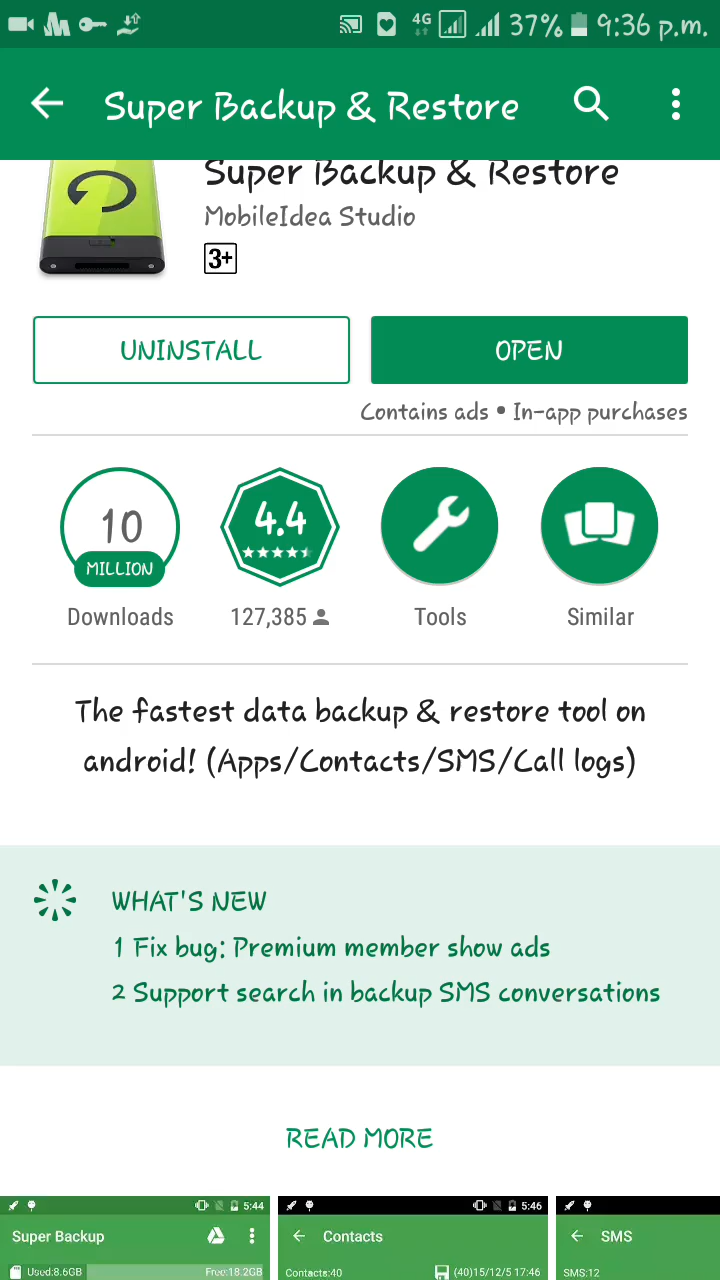 4G 37% 9:36 p.m.
Super Backup & Restore
Super Backup & Restore
MobileIdea Studio
3+
UNINSTALL OPEN
Contains ads • In-app purchases
10 4.4
MILLION
Downloads 127,385 Tools Similar
The fastest data backup & restore tool on
android! (Apps/Contacts/SMS/Call logs)
WHAT'S NEW
1 Fix bug: Premium member show ads
2 Support search in backup SMS conversations
READ MORE
5:44 5:46
Super Backup Contacts SMS
Used:8.6GB Free:18.2GB Contacts:40 (40)15/12/5 17:46 SMS:12